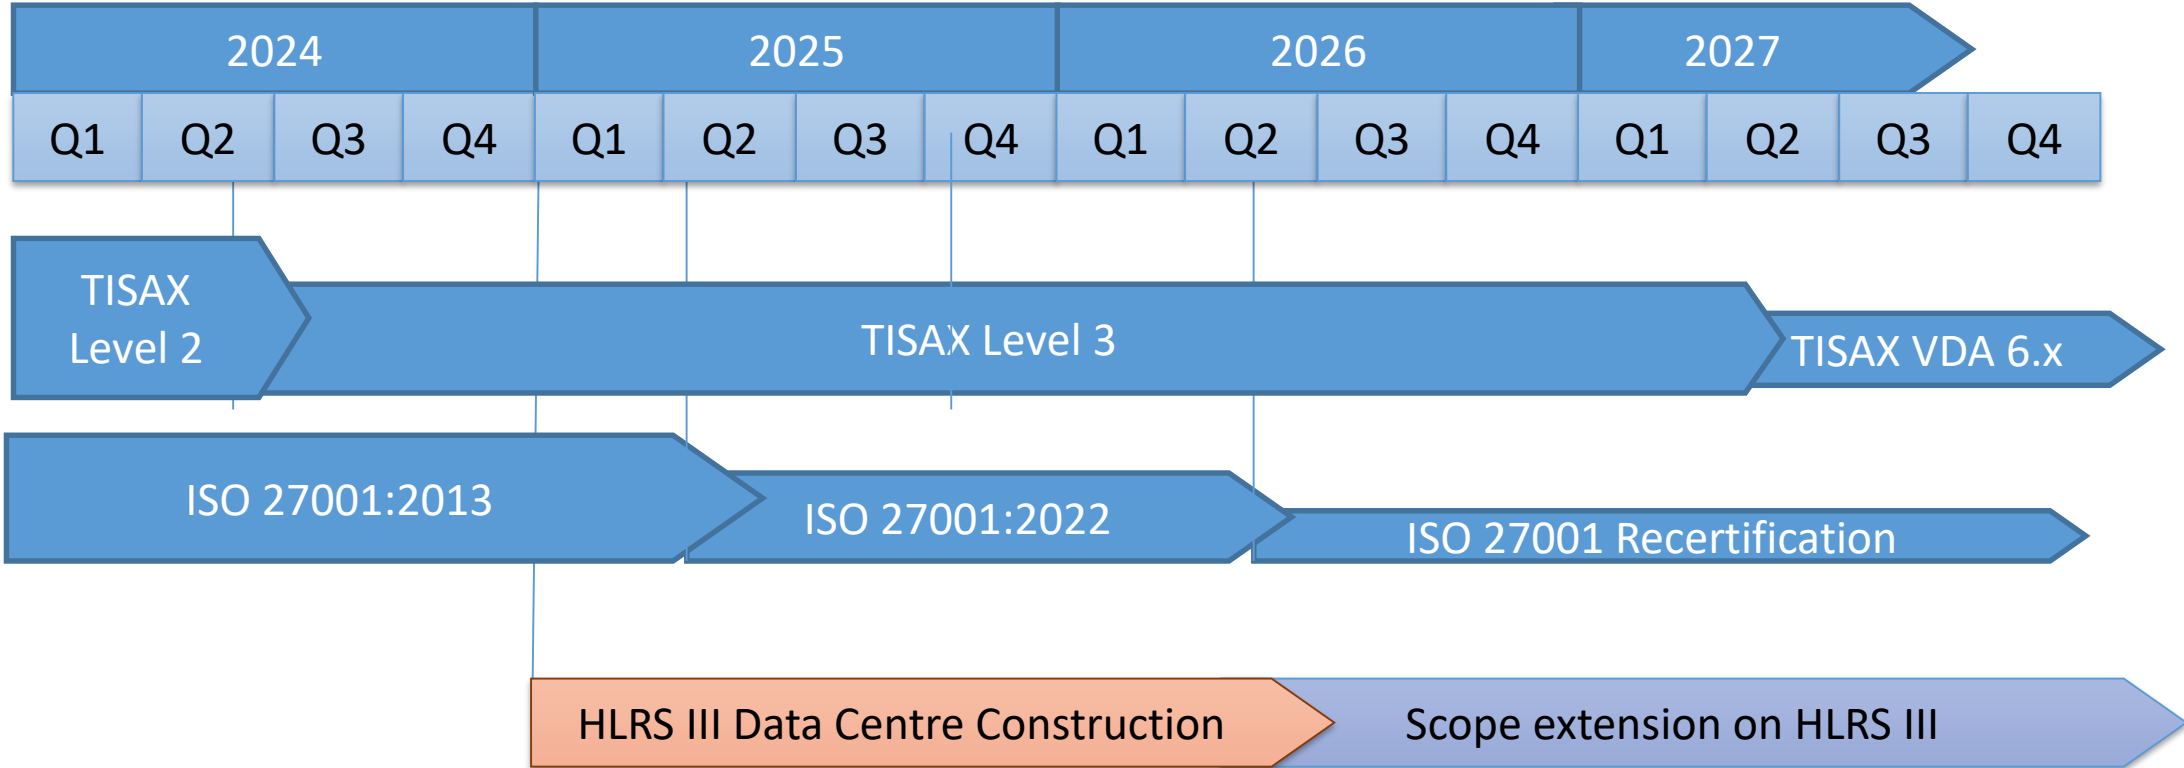 2024 2025 2026 2027
Q1 Q2 Q3 Q4 Q1 Q2 Q3 Q4 Q1 Q2 Q3 Q4 Q1 Q2 Q3 Q4
TISAX
Level 2
TISAX Level 3
TISAX VDA 6.x
ISO 27001:2013
ISO 27001:2022
ISO 27001 Recertification
HLRS III Data Centre Construction
Scope extension on HLRS III